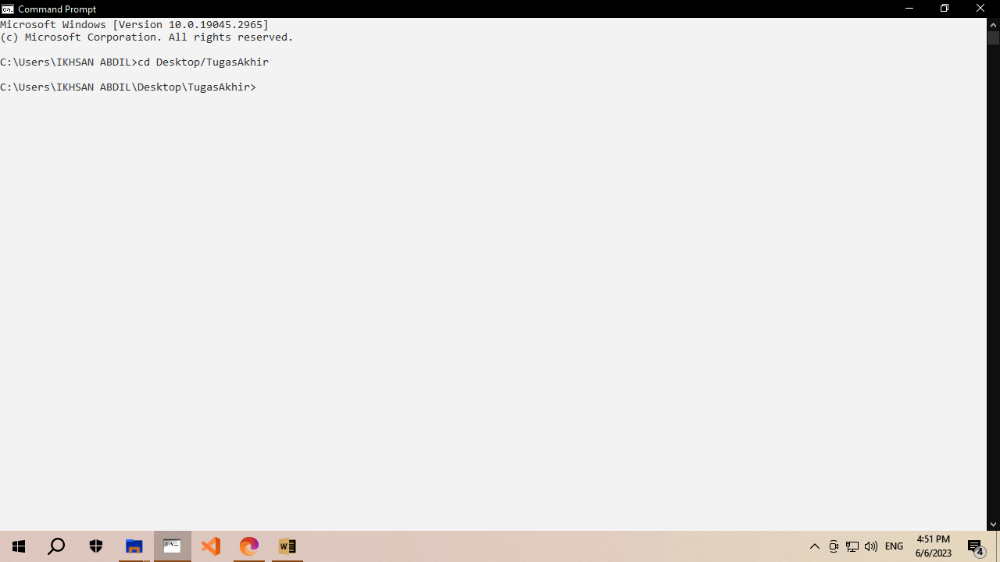 Command Prompt
Microsoft Windows [Version 10.0.19045.2965]
(c) Microsoft Corporation. All rights reserved.
C:\Users\IKHSAN ABDIL>cd Desktop/TugasAkhir
C:\Users\IKHSAN ABDIL\Desktop\TugasAkhir>
ENG
4:51 PM
6/6/2023
4